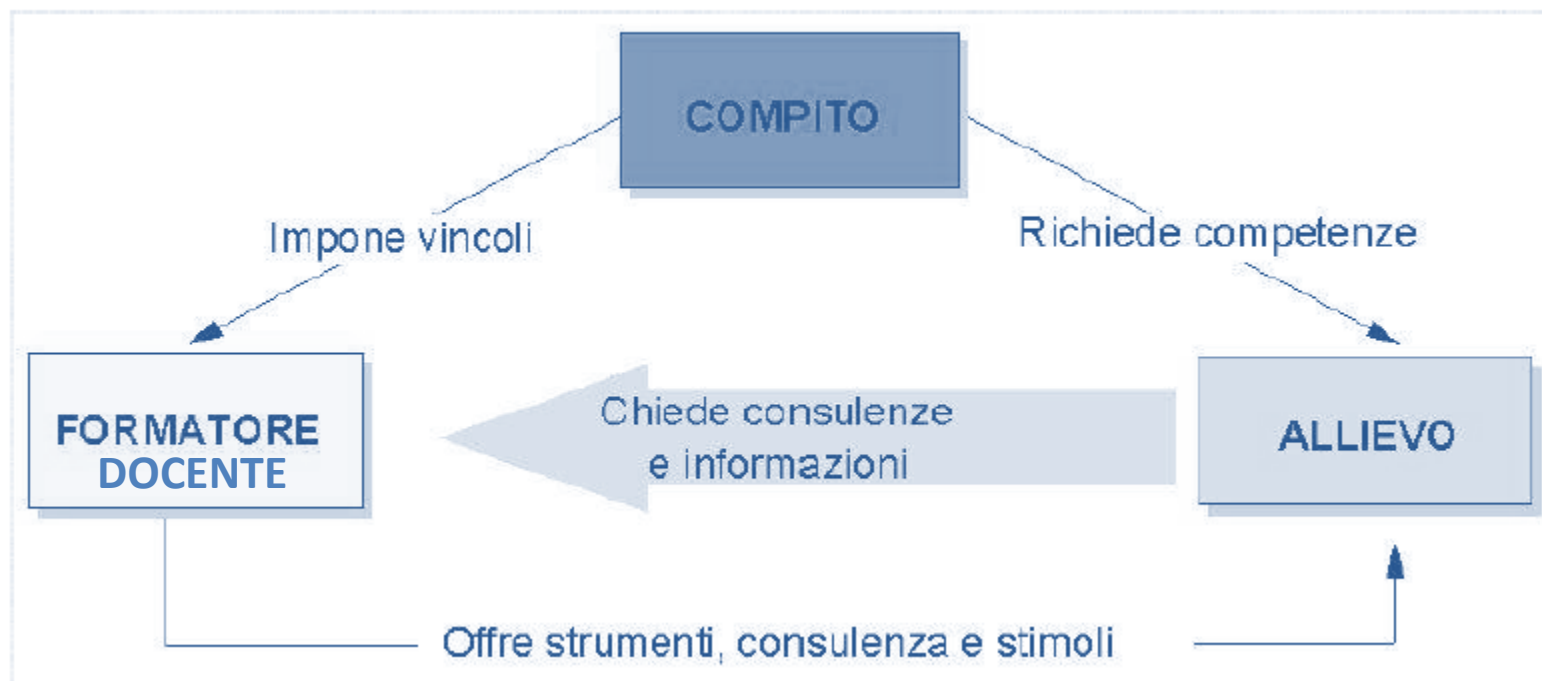 COMPITO
Impone vincoli
Richiede competenze
FORMATORE
DOCENTE
Chiede consulenze
e informazioni
ALLIEVO
Offre strumenti, consulenza e stimoli